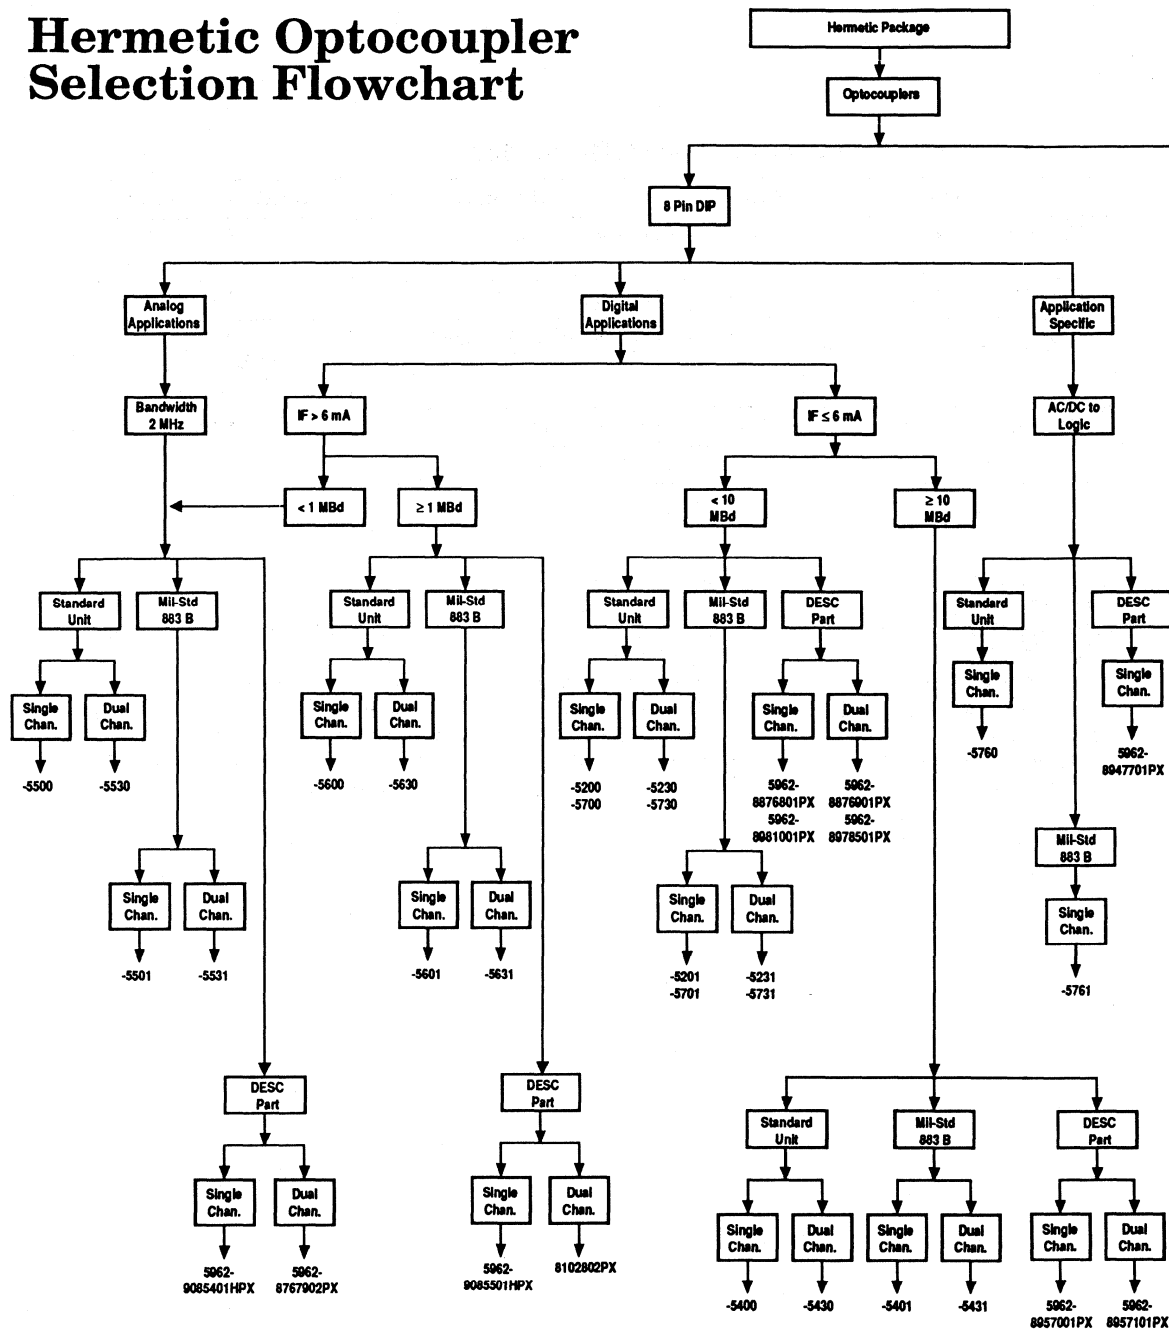 Hermetic Optocoupler
Selection Flowchart
Hermetic Package
Optocouplers
8 Pin DIP
Analog
Applications
Digital
Applications
Application
Specific
Bandwidth
2 MHz
IF > 6 mA
IF ≤ 6 mA
AC/DC to
Logic
< 1 MBd
≥ 1 MBd
< 10
MBd
≥ 10
MBd
Standard
Unit
Mil-Std
883 B
Standard
Unit
Mil-Std
883 B
Standard
Unit
Mil-Std
883 B
DESC
Part
Standard
Unit
DESC
Part
Single
Chan.
Dual
Chan.
Single
Chan.
Dual
Chan.
Single
Chan.
Dual
Chan.
Single
Chan.
Dual
Chan.
Single
Chan.
Single
Chan.
-5500
-5530
-5600
-5630
-5200
-5700
-5230
-5730
5962-
8876801PX
5962-
8981001PX
5962-
8876901PX
5962-
8978501PX
-5760
5962-
8947701PX
Mil-Std
883 B
Single
Chan.
Dual
Chan.
Single
Chan.
Dual
Chan.
Single
Chan.
Dual
Chan.
Single
Chan.
-5501
-5531
-5601
-5631
-5201
-5701
-5231
-5731
-5761
DESC
Part
DESC
Part
Standard
Unit
Mil-Std
883 B
DESC
Part
Single
Chan.
Dual
Chan.
Single
Chan.
Dual
Chan.
Single
Chan.
Dual
Chan.
Single
Chan.
Dual
Chan.
Single
Chan.
Dual
Chan.
5962-
9085401HPX
5962-
8767902PX
5962-
9085501HPX
8102802PX
-5400
-5430
-5401
-5431
5962-
8957001PX
5962-
8957101PX